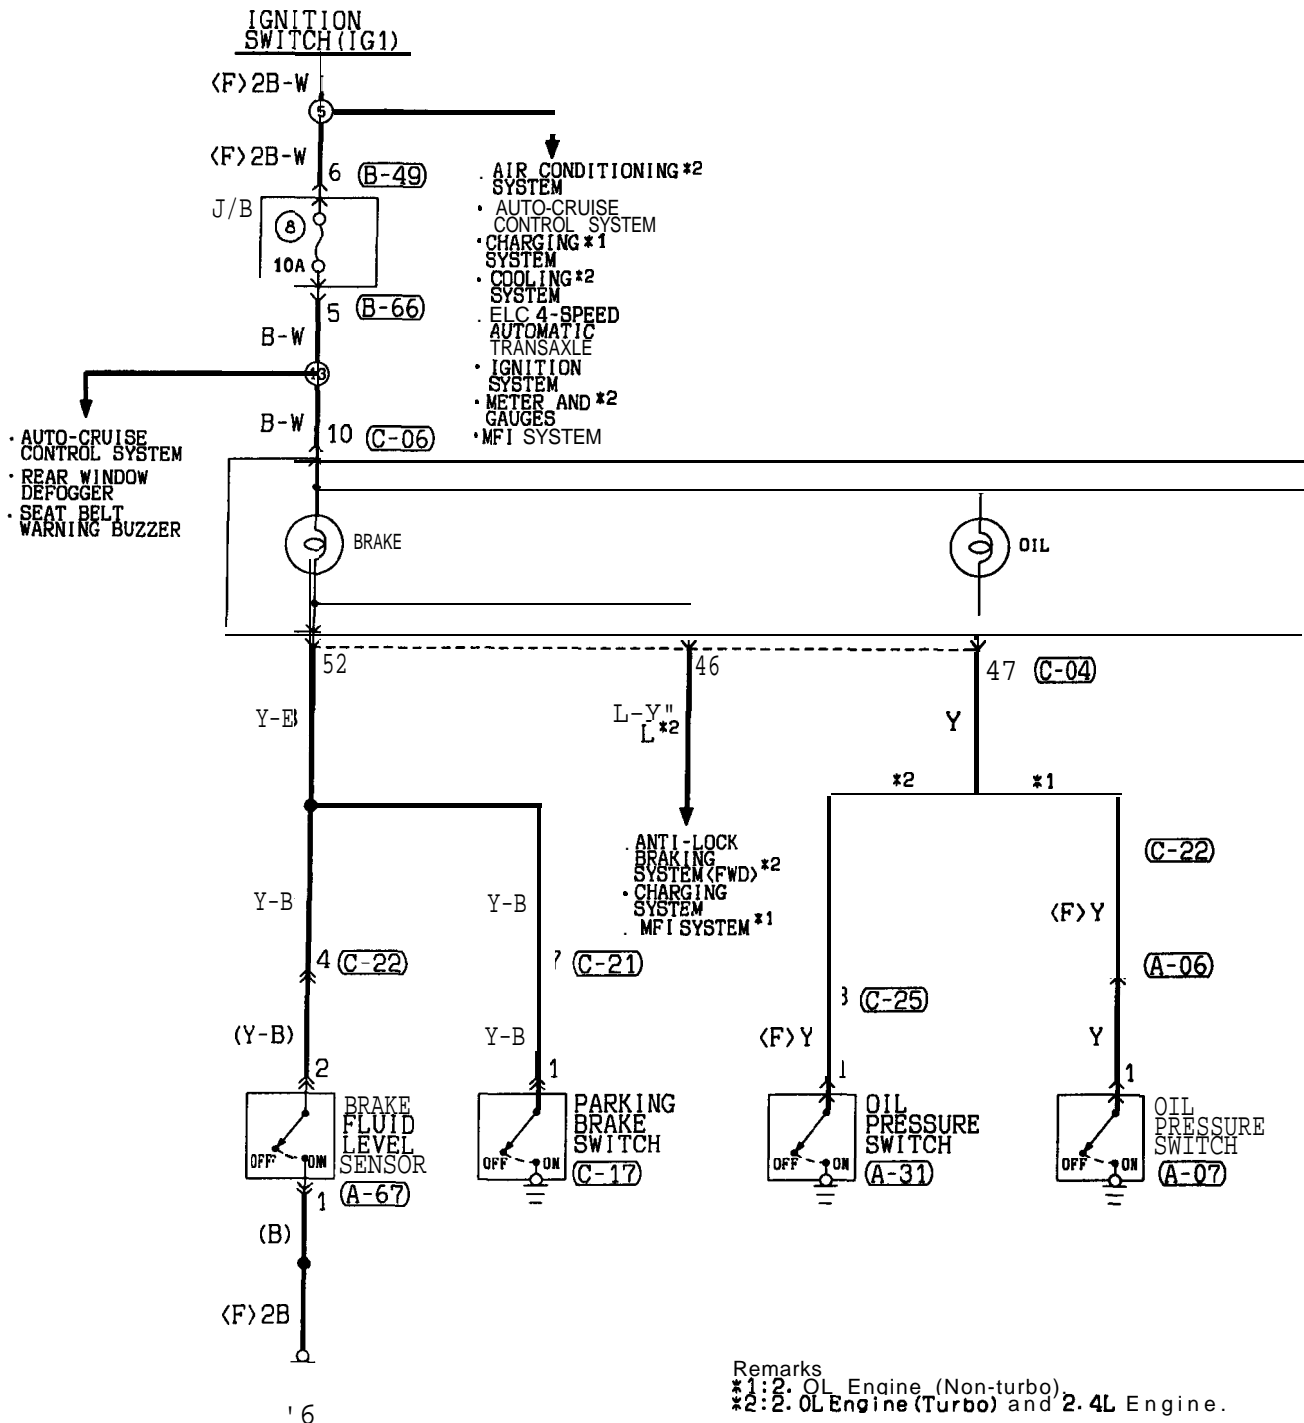 IGNITION
SWITCH(IG1)
<F>2B-W
5
<F>2B-W
6 B-49
J/B
8
10A
5 B-66
B-W
13
B-W
10 C-06
. AIR CONDITIONING*2
SYSTEM
· AUTO-CRUISE
CONTROL SYSTEM
· CHARGING*1
SYSTEM
· COOLING*2
SYSTEM
. ELC 4-SPEED
AUTOMATIC
TRANSAXLE
· IGNITION
SYSTEM
· METER AND*2
GAUGES
· MFI SYSTEM
· AUTO-CRUISE
CONTROL SYSTEM
· REAR WINDOW
DEFOGGER
· SEAT BELT
WARNING BUZZER
BRAKE
OIL
52
46
47 C-04
L-Y"
L*2
Y
*2
*1
. ANTI-LOCK
BRAKING
SYSTEM<FWD>*2
· CHARGING
SYSTEM
. MFI SYSTEM*1
C-22
Y-B
Y-B
<F>Y
4 C-22
C-21
A-06
C-25
(Y-B)
Y-B
<F>Y
Y
2
1
1
1
BRAKE
FLUID
LEVEL
SENSOR
OFF
A-67
PARKING
BRAKE
SWITCH
OFF ON
C-17
OIL
PRESSURE
SWITCH
OFF ON
A-31
OIL
PRESSURE
SWITCH
OFF ON
A-07
1
(B)
<F>2B
'6
Remarks
*1:2. OL Engine (Non-turbo).
*2:2. 0L Engine (Turbo) and 2.4L Engine.